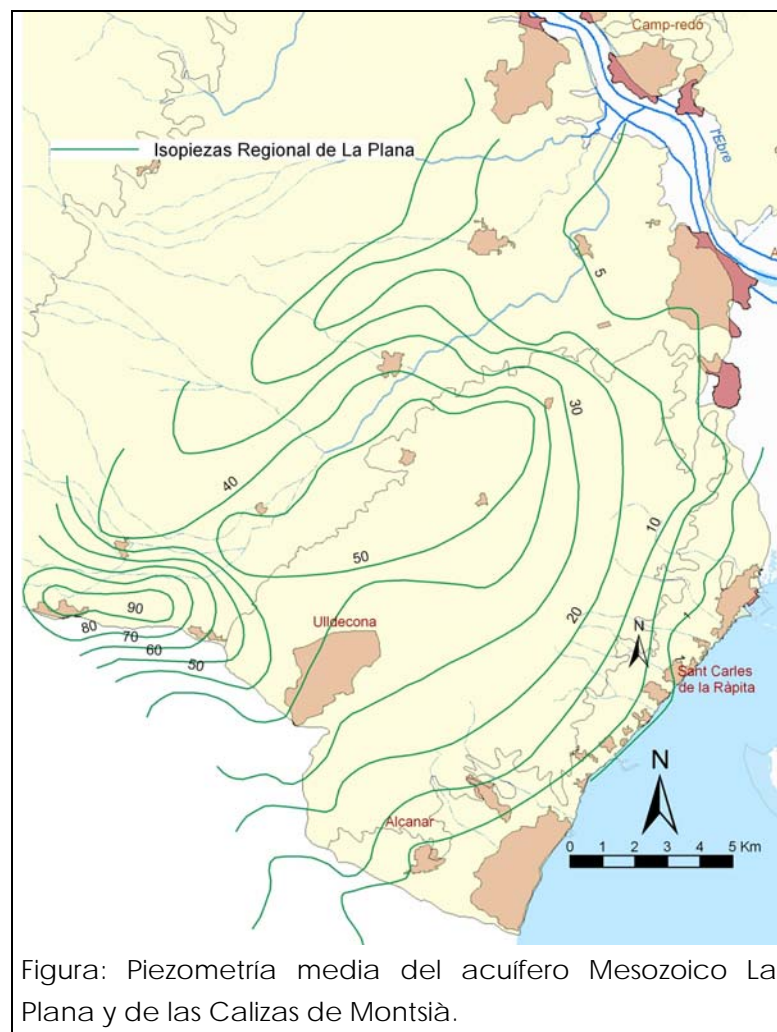 Camp-redó
l'Ebre
A
Isopiezas Regional de La Plana
5
30
40
10
50
90
80
70
60
50
20
Ulldecona
N
1
1
Sant Carles
de la Ràpita
N
Alcanar
0 1 2 3 4 5 Km
Figura: Piezometría media del acuífero Mesozoico La
Plana y de las Calizas de Montsià.